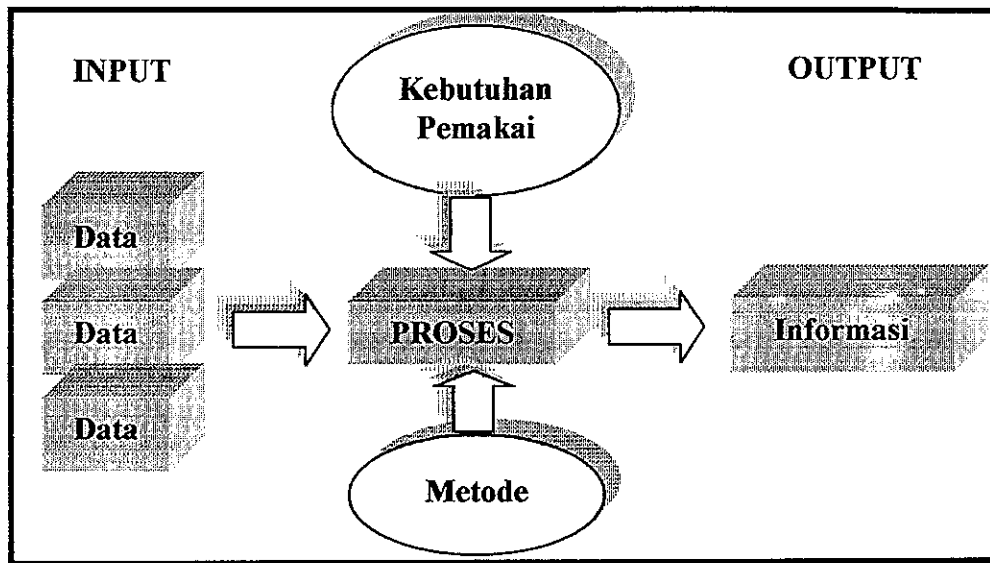 INPUT
Kebutuhan
Pemakai
OUTPUT
Data
Data
Data
PROSES
Informasi
Metode